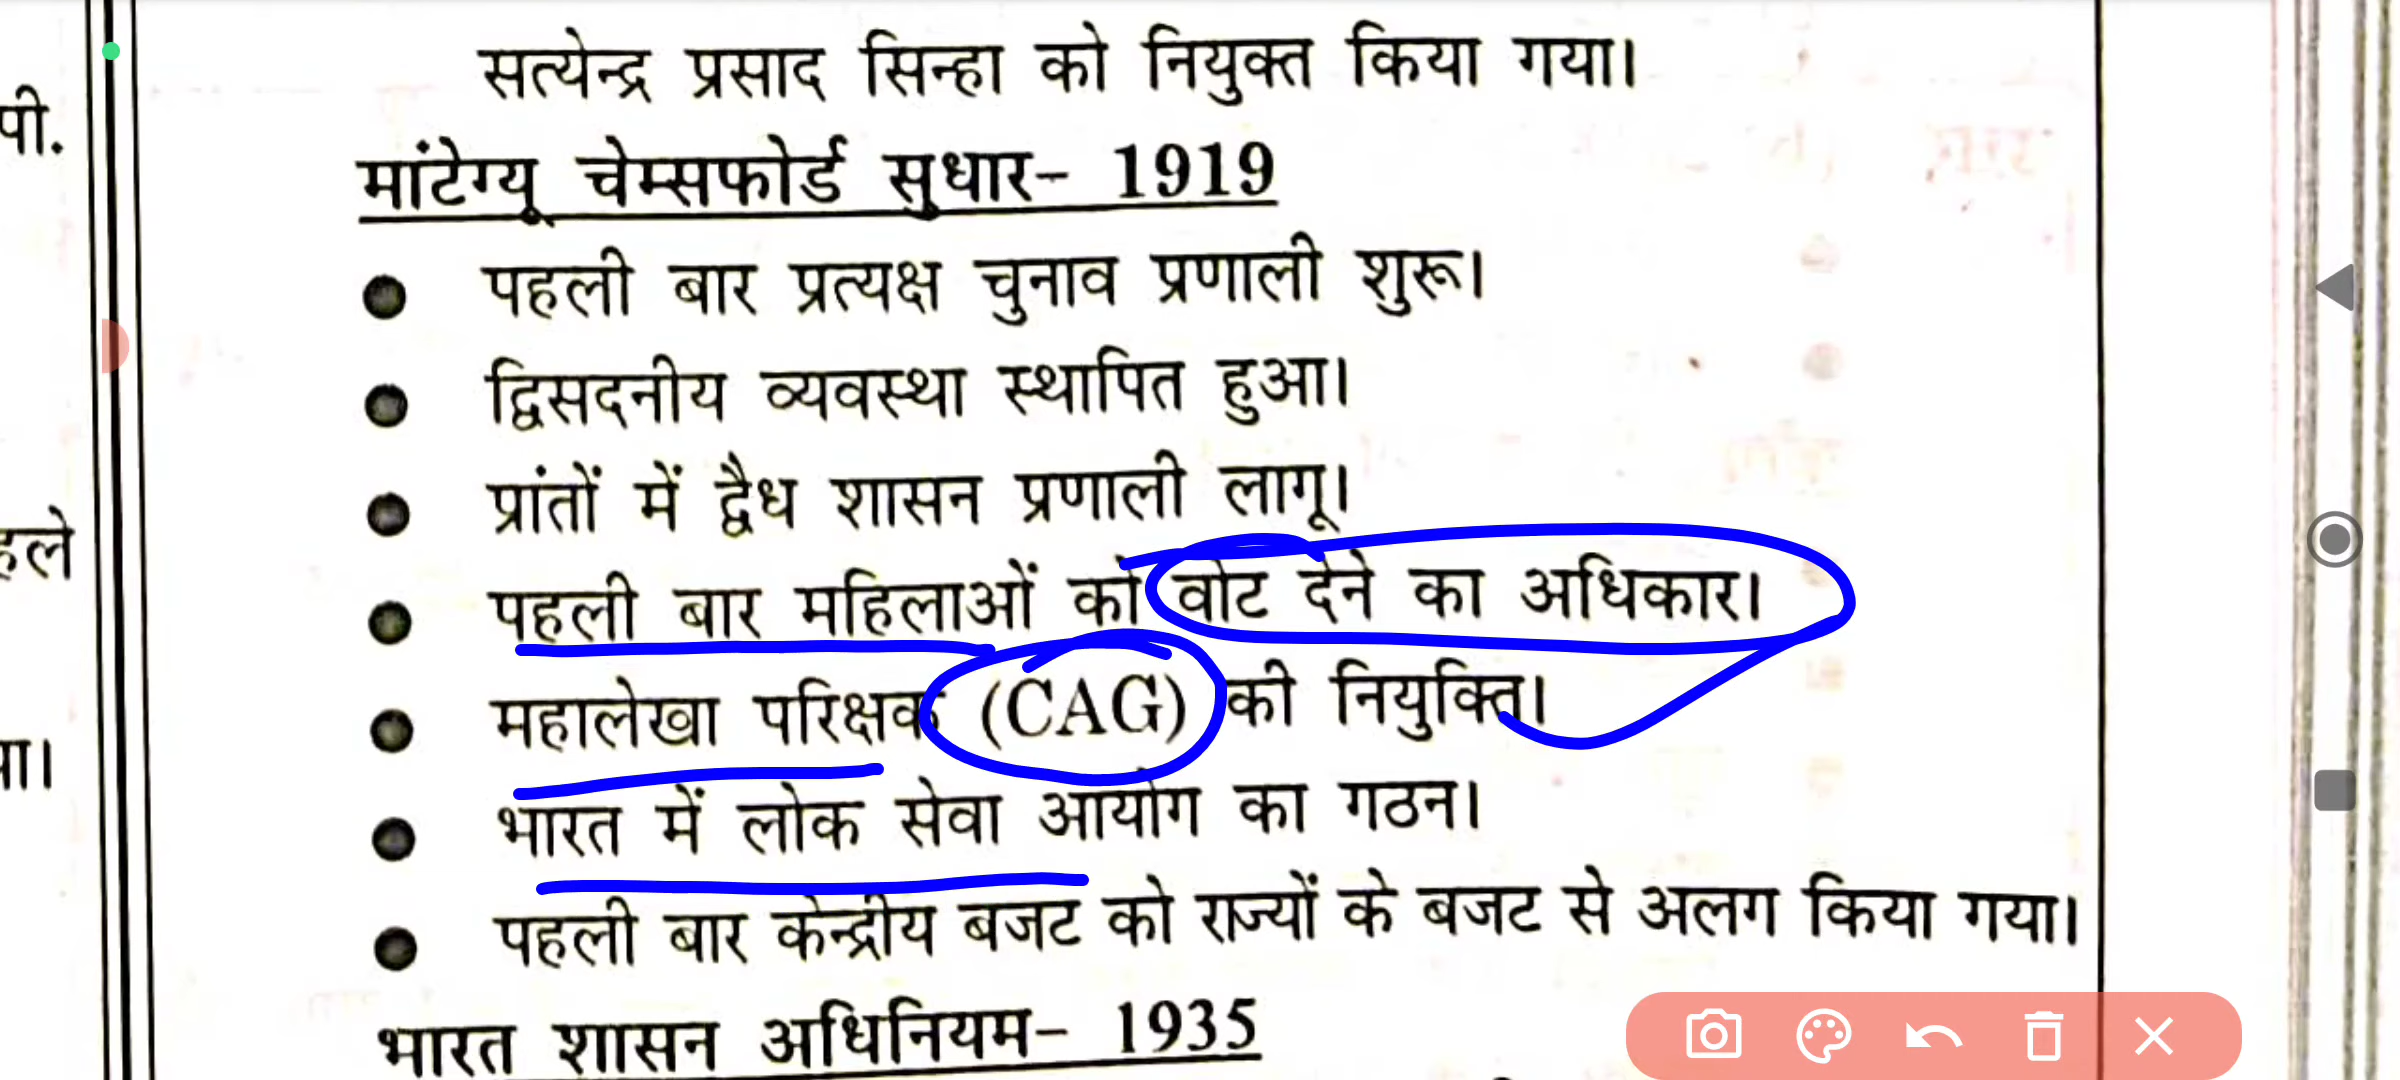 सत्येन्द्र प्रसाद सिन्हा को नियुक्त किया गया।
पी.
मांटेग्यू चेम्सफोर्ड सुधार- 1919
पहली बार प्रत्यक्ष चुनाव प्रणाली शुरू।
द्विसदनीय व्यवस्था स्थापित हुआ।
प्रांतों में द्वैध शासन प्रणाली लागू।
पहली बार महिलाओं को वोट देने का अधिकार।
महालेखा परिक्षक (CAG) की नियुक्ति।
भारत में लोक सेवा आयोग का गठन।
पहली बार केन्द्रीय बजट को राज्यों के बजट से अलग किया गया।
भारत शासन अधिनियम- 1935